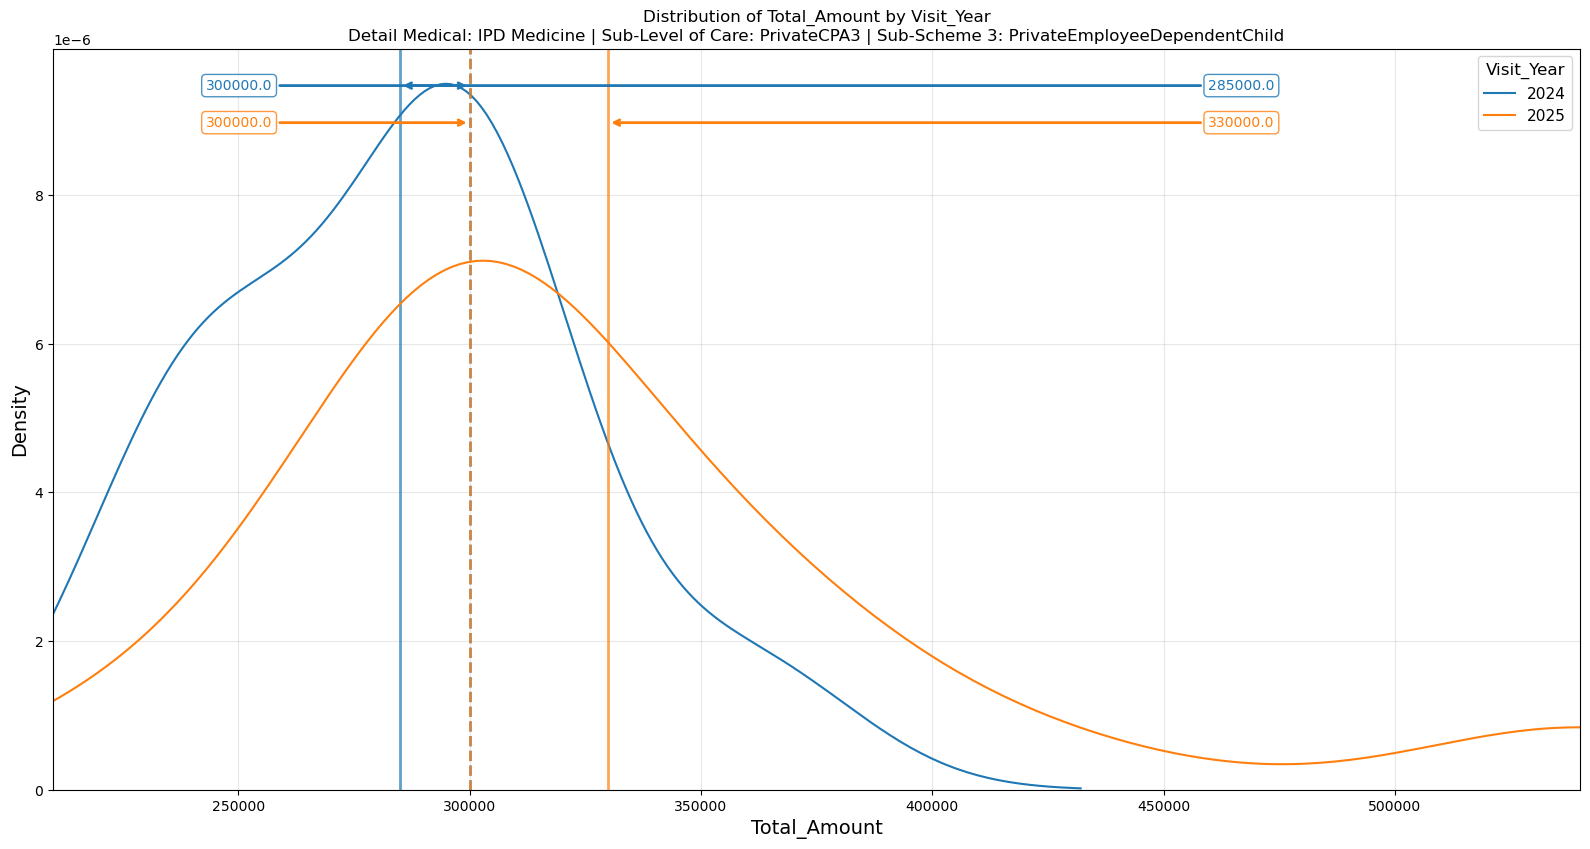 Distribution of Total_Amount by Visit_Year
Detail Medical: IPD Medicine | Sub-Level of Care: PrivateCPA3 | Sub-Scheme 3: PrivateEmployeeDependentChild
1e−6
300000.0
285000.0
300000.0
330000.0
Visit_Year
2024
2025
8
6
4
2
0
Density
250000
300000
350000
400000
450000
500000
Total_Amount